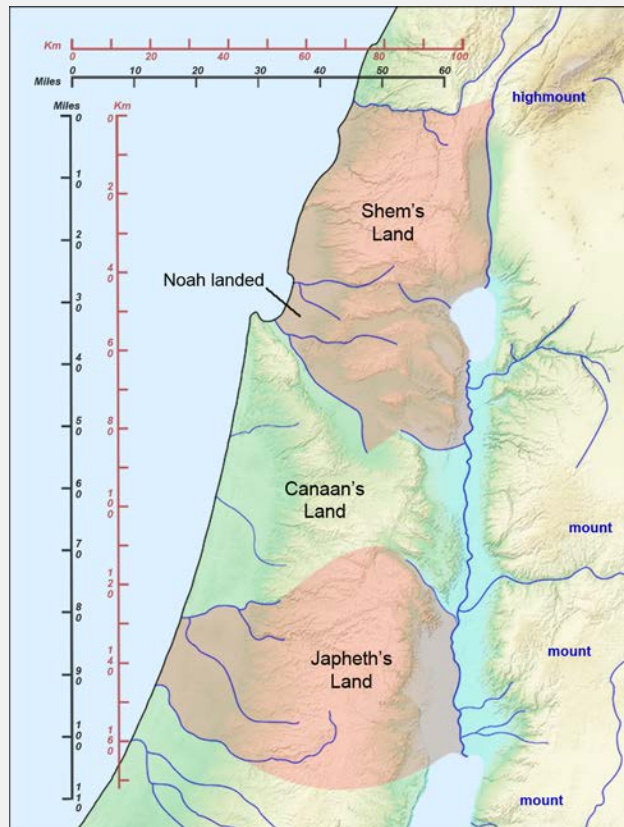 Km
0 20 40 60 80 100
Miles
0 10 20 30 40 50 60
Miles
Km
0
10
20
30
40
50
60
70
80
90
100
110
0
20
40
60
80
100
120
140
160
highmount
Shem's
Land
Noah landed
Canaan's
Land
mount
Japheth's
Land
mount
mount